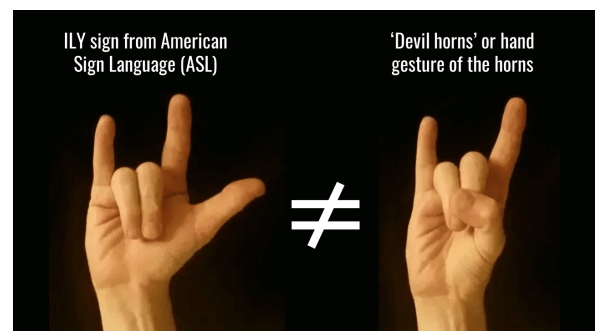 ILY sign from American
Sign Language (ASL)
‘Devil horns’ or hand
gesture of the horns
≠